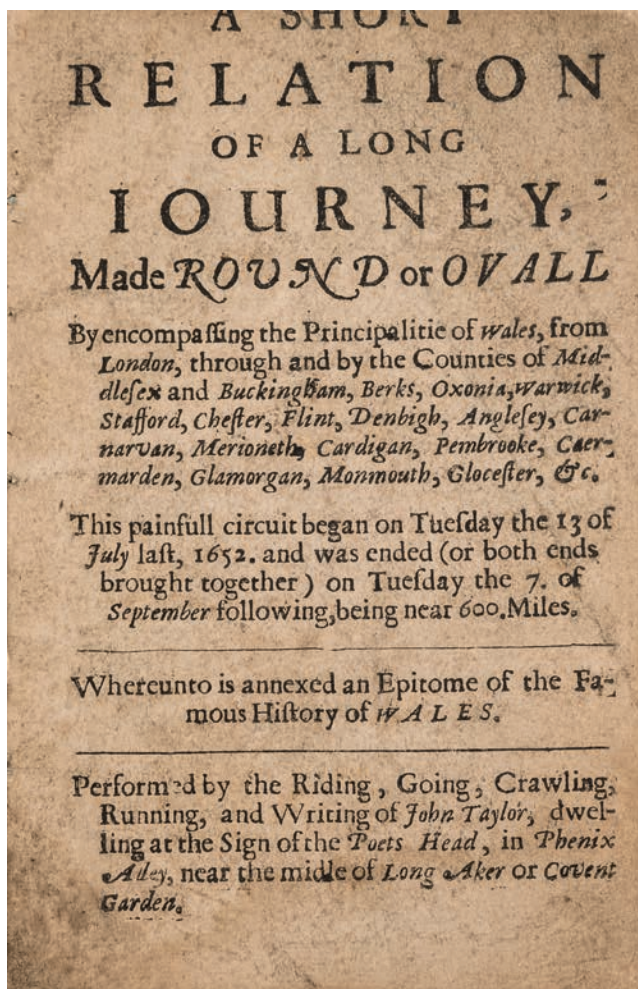 A SHORT
RELATION
OF A LONG
IOURNEY,
Made ROUND or OVALL
By encompaſſing the Principalitie of Wales, from
London, through and by the Counties of Mid-
dleſex and Buckingham, Berks, Oxonia, Warwick,
Stafford, Cheſter, Flint, Denbigh, Angleſey, Car-
narvan, Merioneth, Cardigan, Pembrooke, Caer-
marden, Glamorgan, Monmouth, Gloceſter, &c.
This painfull circuit began on Tueſday the 13 of
July laſt, 1652. and was ended (or both ends
brought together) on Tueſday the 7. of
September following, being near 600. Miles.
Whereunto is annexed an Epitome of the Fa-
mous Hiſtory of WALES.
Performed by the Riding, Going, Crawling,
Running, and Writing of John Taylor, dwel-
ling at the Sign of the Poets Head, in Phenix
Alley, near the midle of Long Aker or Covent
Garden.